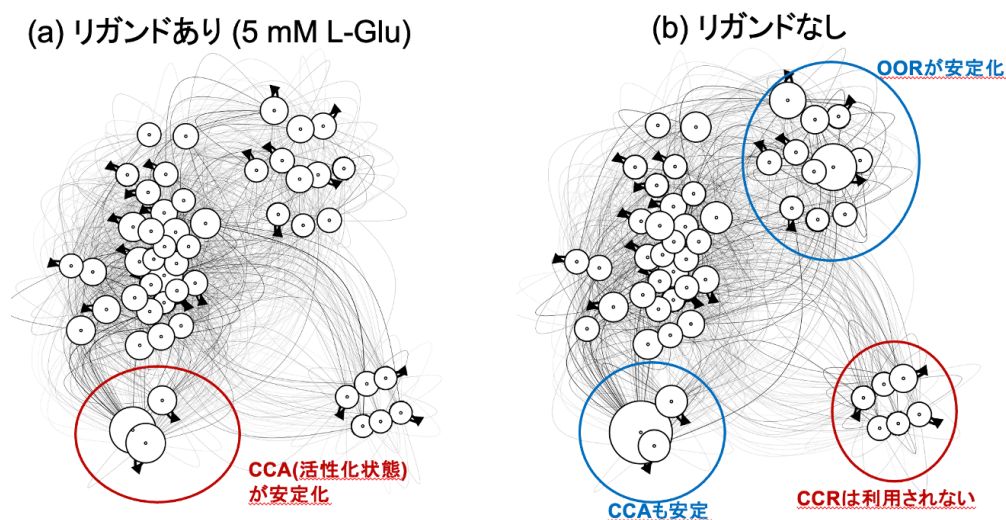 (a) リガンドあり (5 mM L-Glu)
(b) リガンドなし
OORが安定化
CCA(活性化状態)
が安定化
CCAも安定
CCRは利用されない